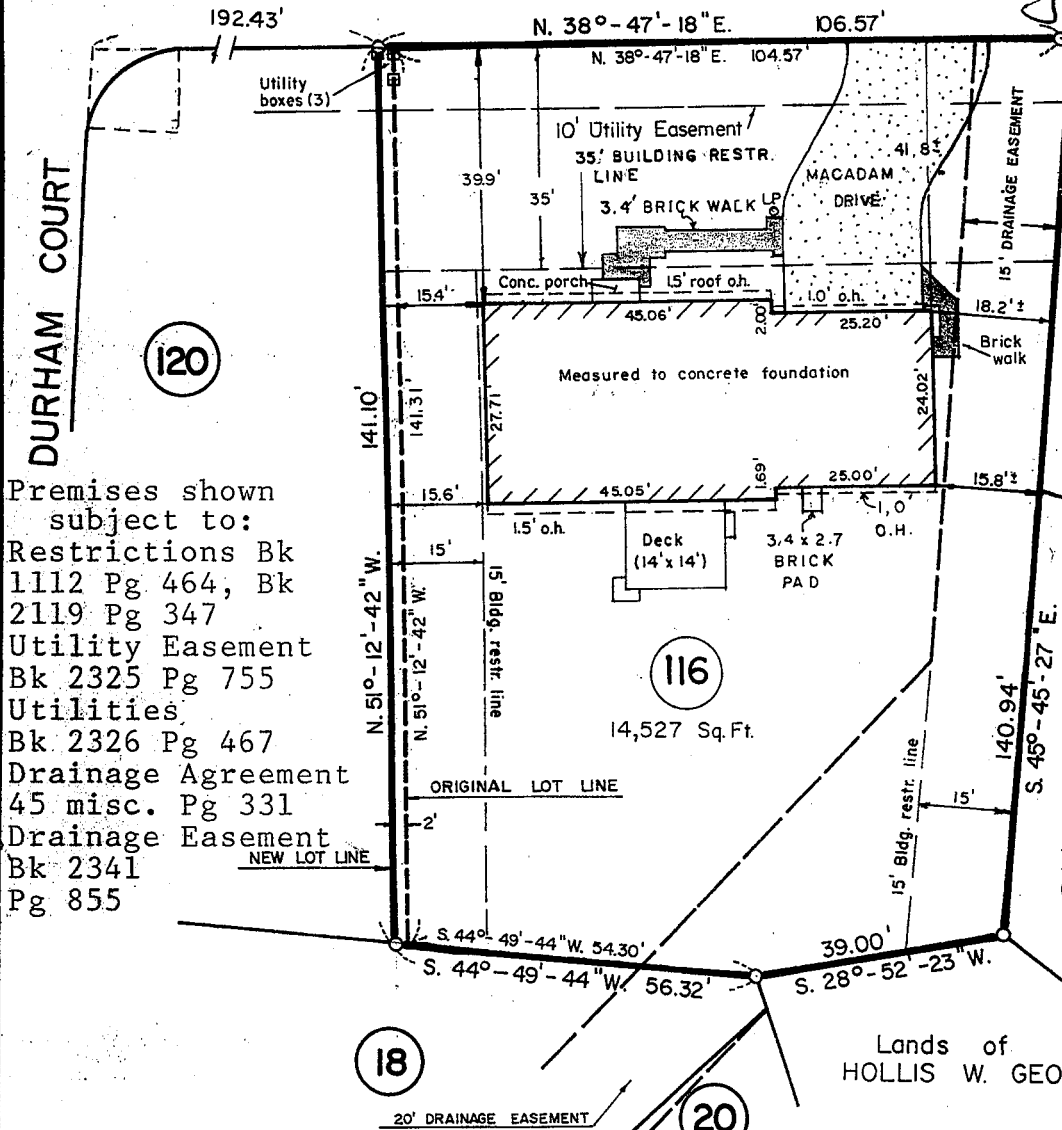 192.43'
N. 38°-47'-18" E. 106.57'
N. 38°-47'-18" E. 104.57'
Utility
boxes (3)
10' Utility Easement
35' BUILDING RESTR.
LINE
39.9'
35'
3.4' BRICK WALK
LP
MACADAM
DRIVE
41.8'±
15' DRAINAGE EASEMENT
DURHAM COURT
120
15.4'
Conc. porch
1.5' roof o.h.
1.0' o.h.
18.2'±
45.06'
2.00'
25.20'
Brick
walk
Measured to concrete foundation
141.10'
141.31'
27.71'
24.02'
1.69'
25.00'
15.8'±
15.6'
45.05'
1.5' o.h.
1,0'
O.H.
Deck
(14' x 14')
3.4 x 2.7
BRICK
PAD
15'
15' Bldg. restr. line
N. 51°-12'-42" W.
N. 51°-12'-42" W.
Premises shown
subject to:
Restrictions Bk
1112 Pg 464, Bk
2119 Pg 347
Utility Easement
Bk 2325 Pg 755
Utilities
Bk 2326 Pg 467
Drainage Agreement
45 misc. Pg 331
Drainage Easement
Bk 2341
Pg 855
116
14,527 Sq. Ft.
140.94'
S. 45°-45'-27" E.
ORIGINAL LOT LINE
2'
NEW LOT LINE
15' Bldg. restr. line
15'
S. 44°-49'-44" W. 54.30'
S. 44°-49'-44" W. 56.32'
39.00'
S. 28°-52'-23" W.
18
20' DRAINAGE EASEMENT
20
Lands of
HOLLIS W. GEO